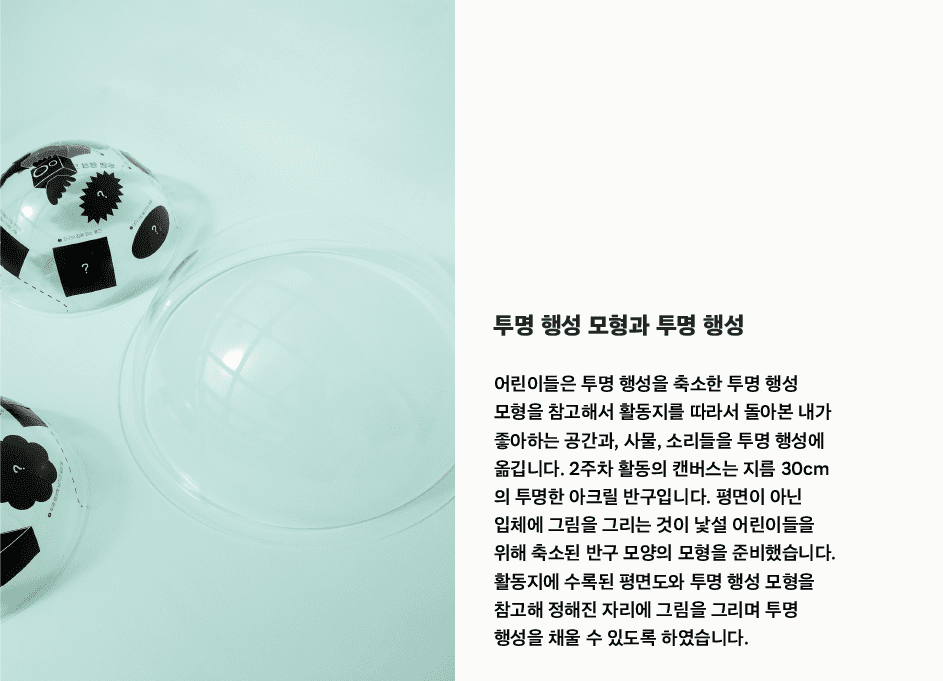 ?
?
?
?
투명 행성 모형과 투명 행성
어린이들은 투명 행성을 축소한 투명 행성
모형을 참고해서 활동지를 따라서 돌아본 내가
좋아하는 공간과, 사물, 소리들을 투명 행성에
옮깁니다. 2주차 활동의 캔버스는 지름 30cm
의 투명한 아크릴 반구입니다. 평면이 아닌
입체에 그림을 그리는 것이 낯설 어린이들을
위해 축소된 반구 모양의 모형을 준비했습니다.
활동지에 수록된 평면도와 투명 행성 모형을
참고해 정해진 자리에 그림을 그리며 투명
행성을 채울 수 있도록 하였습니다.